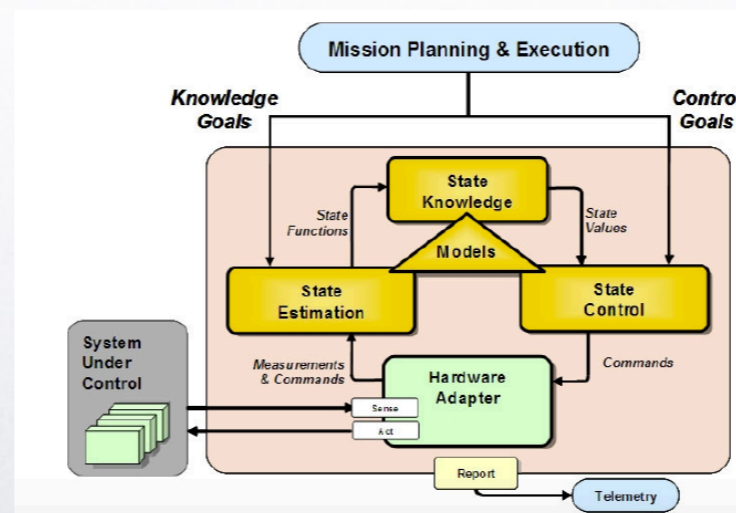 Mission Planning & Execution
Knowledge
Goals
Contro
Goals
State
Knowledge
State
Functions
State
Values
Models
State
Estimation
State
Control
System
Under
Control
Measurements
& Commands
Hardware
Adapter
Commands
Sense
Act
Report
Telemetry